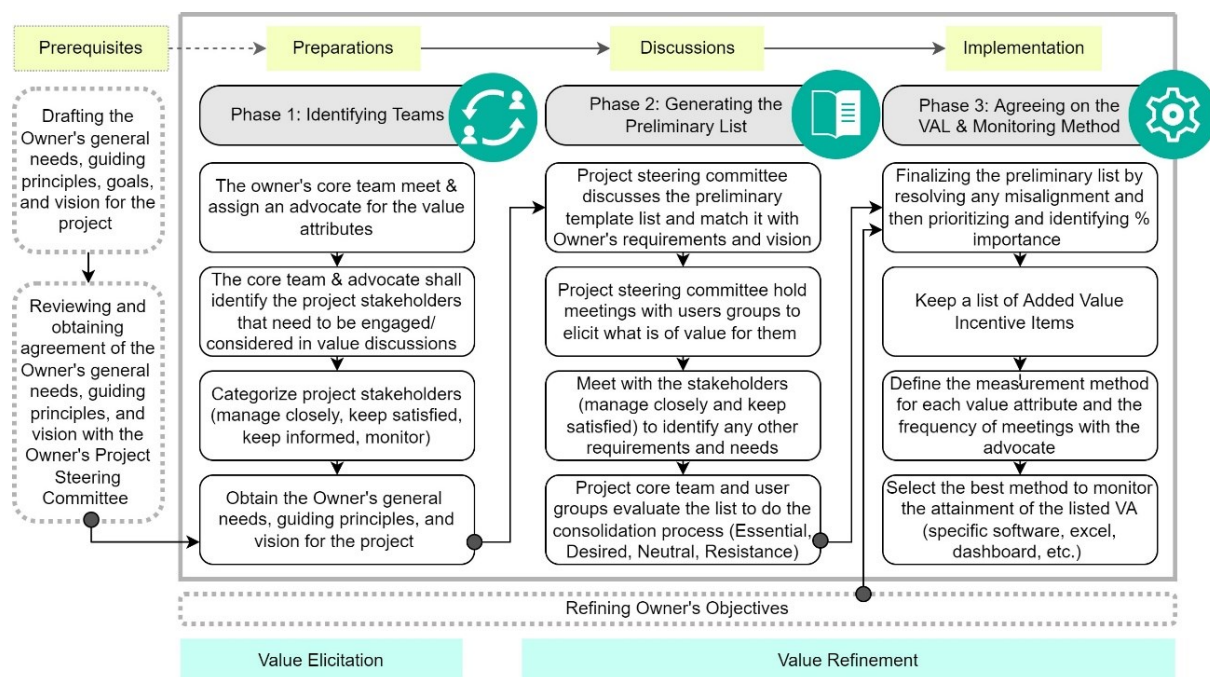 Prerequisites
Preparations
Discussions
Implementation
Drafting the
Owner's general
needs, guiding
principles, goals,
and vision for the
project
Reviewing and
obtaining
agreement of the
Owner's general
needs, guiding
principles, and
vision with the
Owner's Project
Steering
Committee
Phase 1: Identifying Teams
The owner's core team meet &
assign an advocate for the value
attributes
The core team & advocate shall
identify the project stakeholders
that need to be engaged/
considered in value discussions
Categorize project stakeholders
(manage closely, keep satisfied,
keep informed, monitor)
Obtain the Owner's general
needs, guiding principles, and
vision for the project
Phase 2: Generating the
Preliminary List
Project steering committee
discusses the preliminary
template list and match it with
Owner's requirements and vision
Project steering committee hold
meetings with users groups to
elicit what is of value for them
Meet with the stakeholders
(manage closely and keep
satisfied) to identify any other
requirements and needs
Project core team and user
groups evaluate the list to do the
consolidation process (Essential,
Desired, Neutral, Resistance)
Phase 3: Agreeing on the
VAL & Monitoring Method
Finalizing the preliminary list by
resolving any misalignment and
then prioritizing and identifying %
importance
Keep a list of Added Value
Incentive Items
Define the measurement method
for each value attribute and the
frequency of meetings with the
advocate
Select the best method to monitor
the attainment of the listed VA
(specific software, excel,
dashboard, etc.)
Refining Owner's Objectives
Value Elicitation
Value Refinement